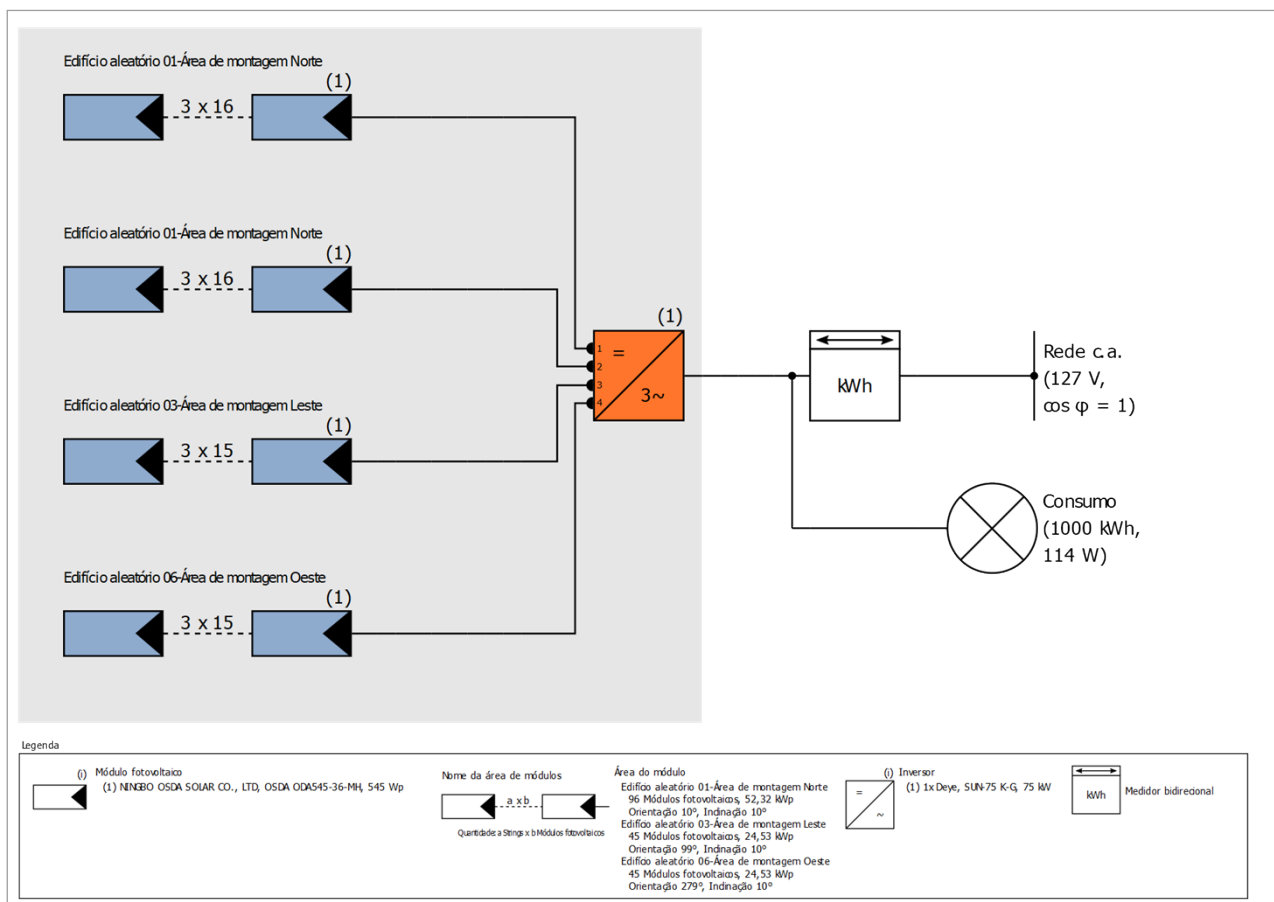 Edifício aleatório 01-Área de montagem Norte
(1)
3 x 16
Edifício aleatório 01-Área de montagem Norte
(1)
3 x 16
(1)
1
=
2
3
3~
4
kWh
Rede c.a.
(127 V,
cos φ = 1)
Edifício aleatório 03-Área de montagem Leste
(1)
3 x 15
Consumo
(1000 kWh,
114 W)
Edifício aleatório 06-Área de montagem Oeste
(1)
3 x 15
Legenda
(i) Módulo fotovoltaico
(1) NINGBO OSDA SOLAR CO., LTD, OSDA ODA545-36-MH, 545 Wp
Nome da área de módulos
a x b
Quantidade: a Strings x b Módulos fotovoltaicos
Área do módulo
Edifício aleatório 01-Área de montagem Norte
96 Módulos fotovoltaicos, 52,32 kWp
Orientação 10°, Inclinação 10°
Edifício aleatório 03-Área de montagem Leste
45 Módulos fotovoltaicos, 24,53 kWp
Orientação 99°, Inclinação 10°
Edifício aleatório 06-Área de montagem Oeste
45 Módulos fotovoltaicos, 24,53 kWp
Orientação 279°, Inclinação 10°
=
~
(i) Inversor
(1) 1x Deye, SUN-75 K-G, 75 kW
kWh
Medidor bidirecional